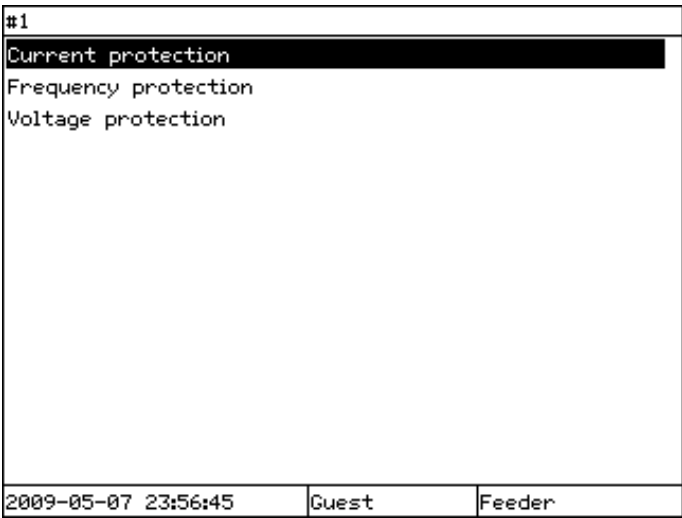 #1
Current protection
Frequency protection
Voltage protection
2009-05-07 23:56:45 Guest Feeder